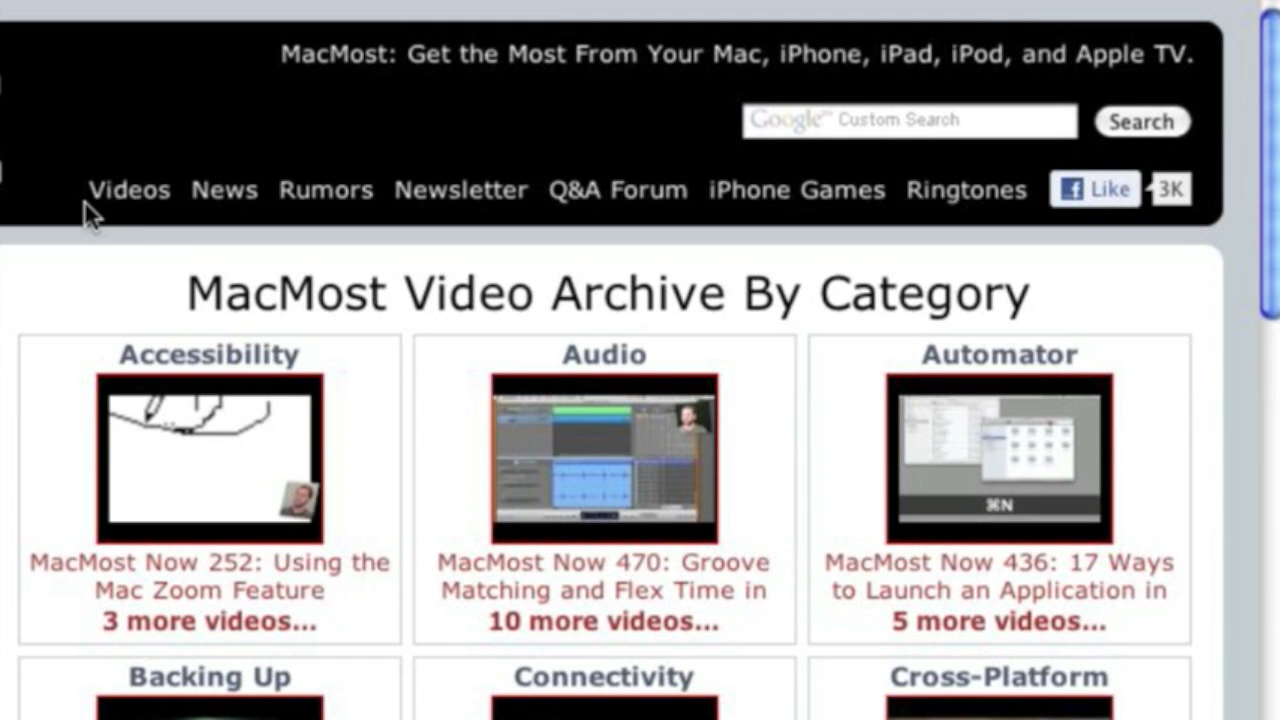 MacMost: Get the Most From Your Mac, iPhone, iPad, iPod, and Apple TV.
Google™ Custom Search
Search
Videos News Rumors Newsletter Q&A Forum iPhone Games Ringtones Like 3K
MacMost Video Archive By Category
Accessibility Audio Automator
⌘N
MacMost Now 252: Using the MacMost Now 470: Groove MacMost Now 436: 17 Ways
Mac Zoom Feature Matching and Flex Time in to Launch an Application in
3 more videos... 10 more videos... 5 more videos...
Backing Up Connectivity Cross-Platform